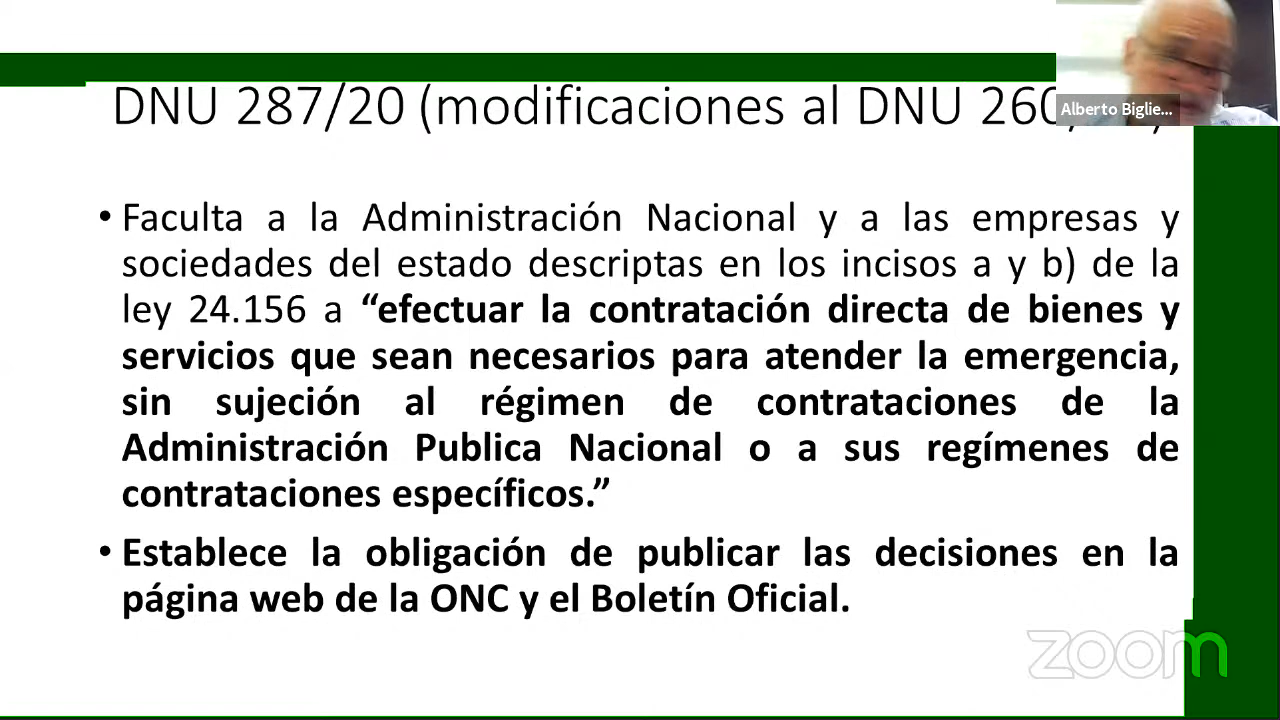 DNU 287/20 (modificaciones al DNU 260
Alberto Biglie...
• Faculta a la Administración Nacional y a las empresas y
sociedades del estado descriptas en los incisos a y b) de la
ley 24.156 a “efectuar la contratación directa de bienes y
servicios que sean necesarios para atender la emergencia,
sin sujeción al régimen de contrataciones de la
Administración Publica Nacional o a sus regímenes de
contrataciones específicos.”
• Establece la obligación de publicar las decisiones en la
página web de la ONC y el Boletín Oficial.
zoom